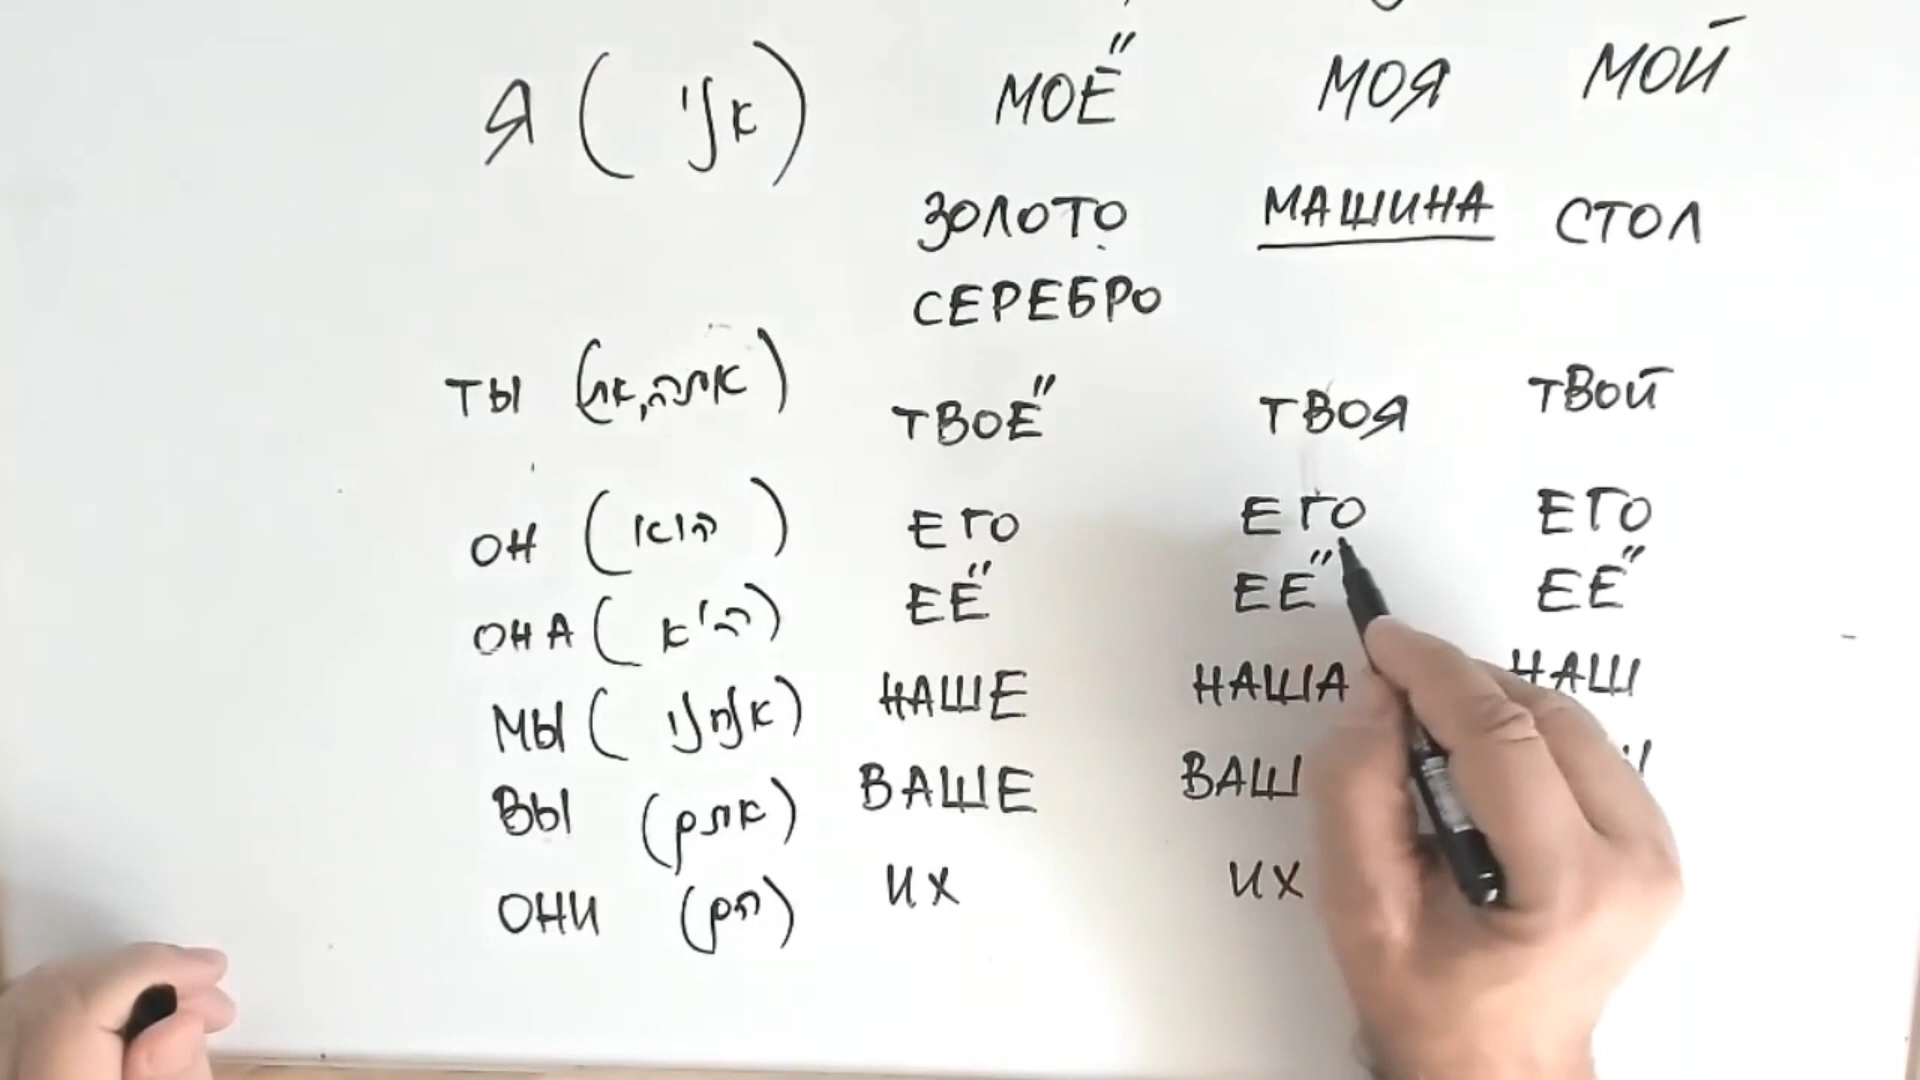 Я (אני) МОЁ МОЯ МОЙ
ЗОЛОТО МАШИНА СТОЛ
СЕРЕБРО
ТЫ (את,אתה) ТВОЁ ТВОЯ ТВОЙ
ОН (הוא) ЕГО ЕГО ЕГО
ОНА (היא) ЕЁ ЕЁ ЕЁ
МЫ (אנחנו) НАШЕ НАША НАШ
ВЫ (אתם) ВАШЕ ВАШ
ОНИ (הם) ИХ ИХ